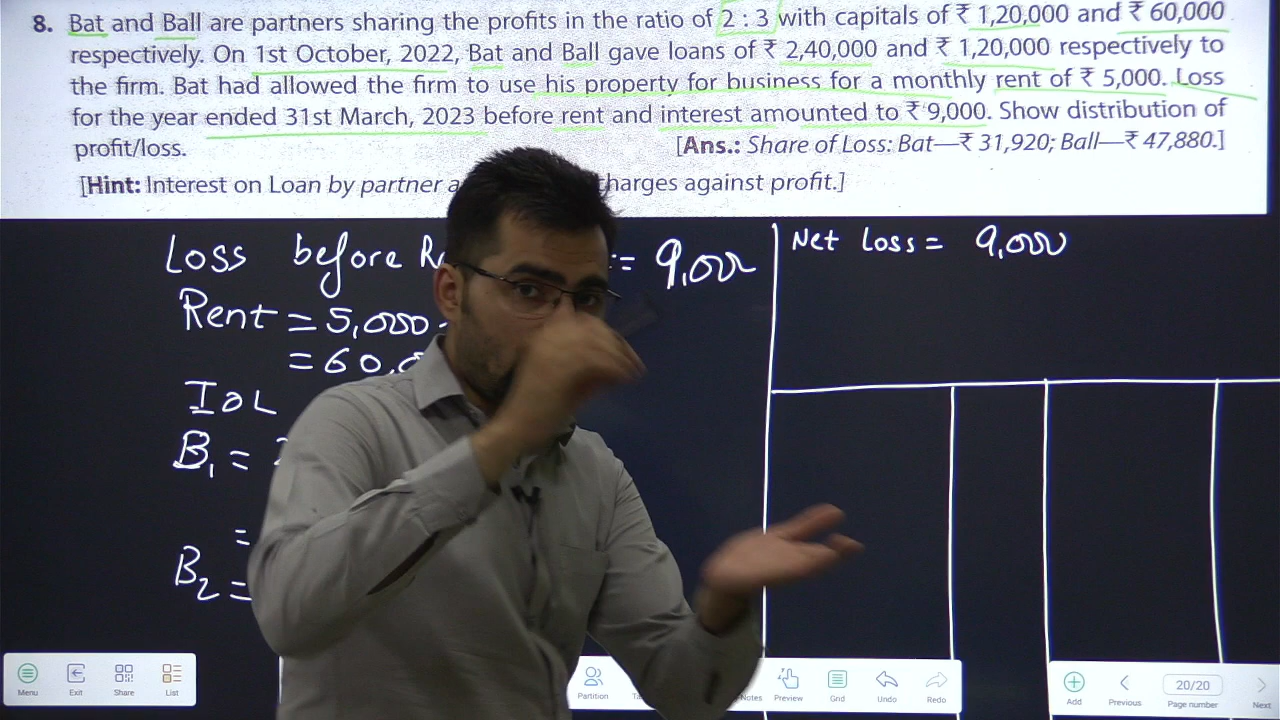 8. Bat and Ball are partners sharing the profits in the ratio of 2 : 3 with capitals of ₹ 1,20,000 and ₹ 60,000
respectively. On 1st October, 2022, Bat and Ball gave loans of ₹ 2,40,000 and ₹ 1,20,000 respectively to
the firm. Bat had allowed the firm to use his property for business for a monthly rent of ₹ 5,000. Loss
for the year ended 31st March, 2023 before rent and interest amounted to ₹ 9,000. Show distribution of
profit/loss. [Ans.: Share of Loss: Bat—₹ 31,920; Ball—₹ 47,880.]
[Hint: Interest on Loan by partner charges against profit.]
Loss before := 9,000
Rent = 5,000
= 60,0
IOL
B₁ =
=
B₂ =
Net Loss = 9,000
Menu Exit Share List
Partition Notes Preview Grid Undo Redo
Add Previous 20/20 Page number Next